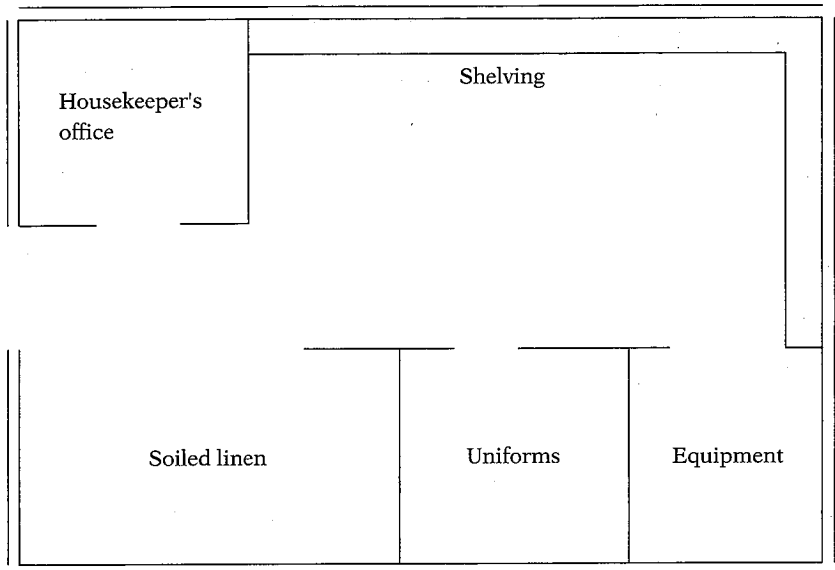 Shelving
Housekeeper's
office
Soiled linen
Uniforms
Equipment